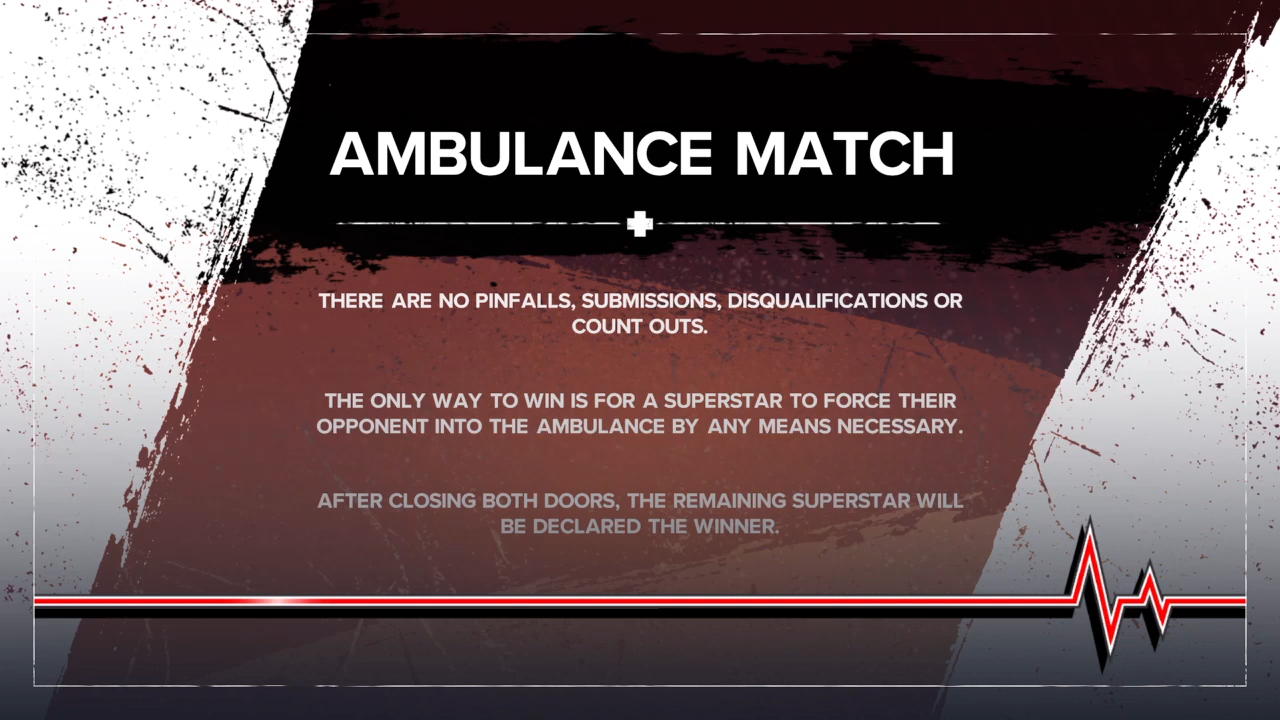 AMBULANCE MATCH
THERE ARE NO PINFALLS, SUBMISSIONS, DISQUALIFICATIONS OR
COUNT OUTS.
THE ONLY WAY TO WIN IS FOR A SUPERSTAR TO FORCE THEIR
OPPONENT INTO THE AMBULANCE BY ANY MEANS NECESSARY.
AFTER CLOSING BOTH DOORS, THE REMAINING SUPERSTAR WILL
BE DECLARED THE WINNER.